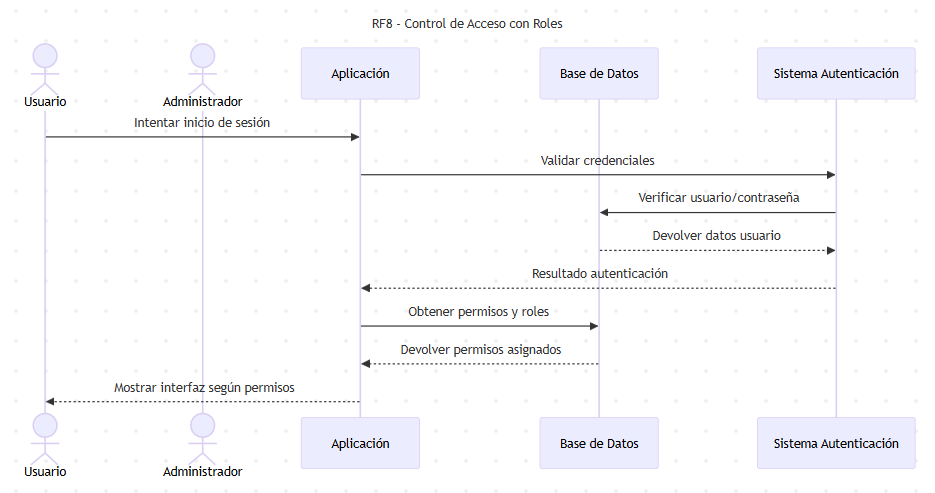 RF8 - Control de Acceso con Roles
Usuario
Administrador
Aplicación
Base de Datos
Sistema Autenticación
Intentar inicio de sesión
Validar credenciales
Verificar usuario/contraseña
Devolver datos usuario
Resultado autenticación
Obtener permisos y roles
Devolver permisos asignados
Mostrar interfaz según permisos
Usuario
Administrador
Aplicación
Base de Datos
Sistema Autenticación